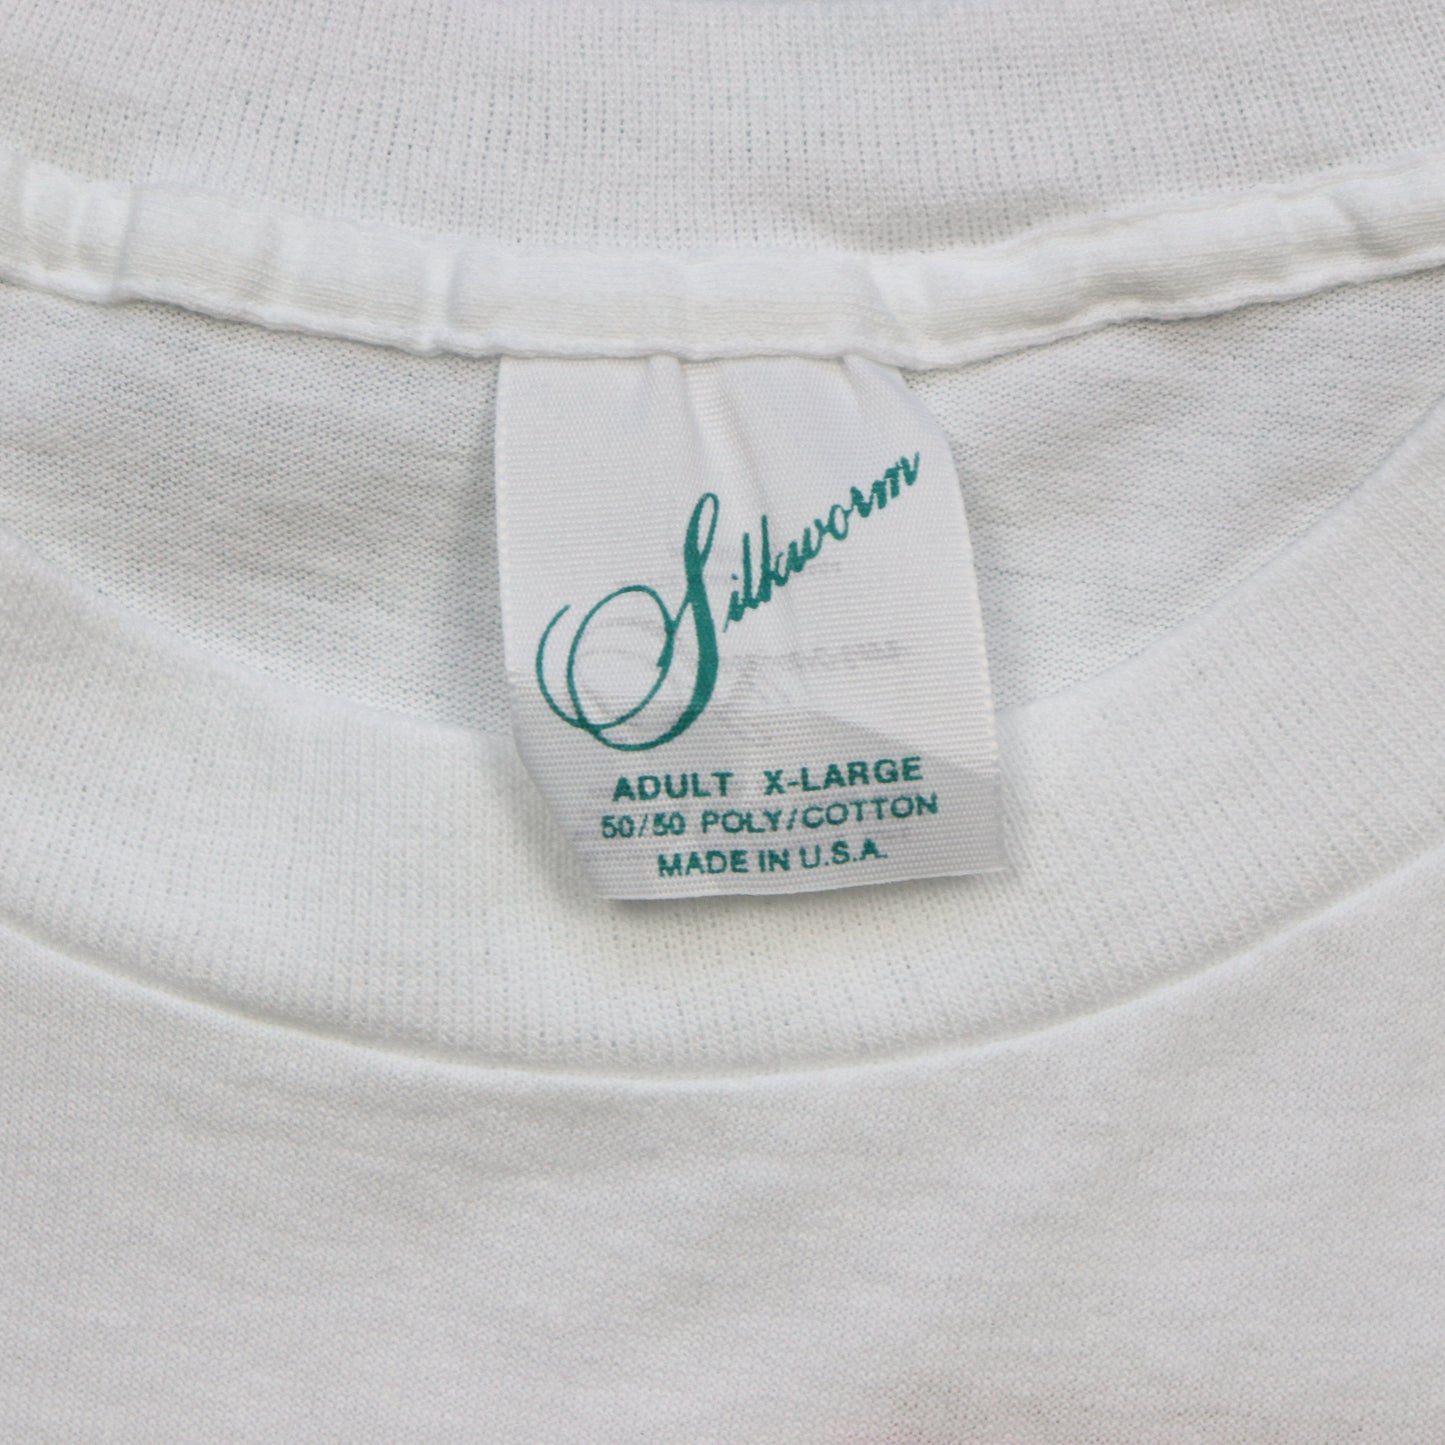 Silkworm
ADULT X-LARGE
50/50 POLY/COTTON
MADE IN U.S.A.